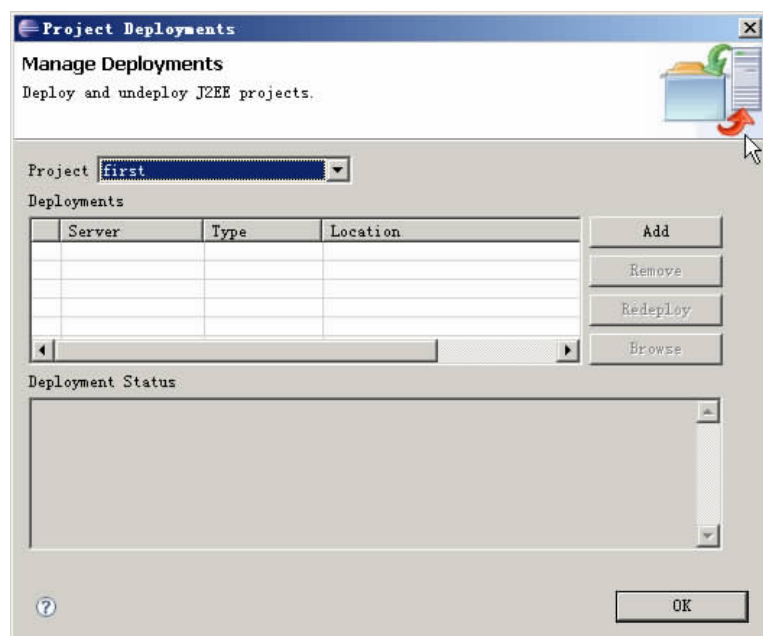 Project Deployments
Manage Deployments
Deploy and undeploy J2EE projects.
Project first
Deployments
Server Type Location
Add
Remove
Redeploy
Browse
Deployment Status
OK